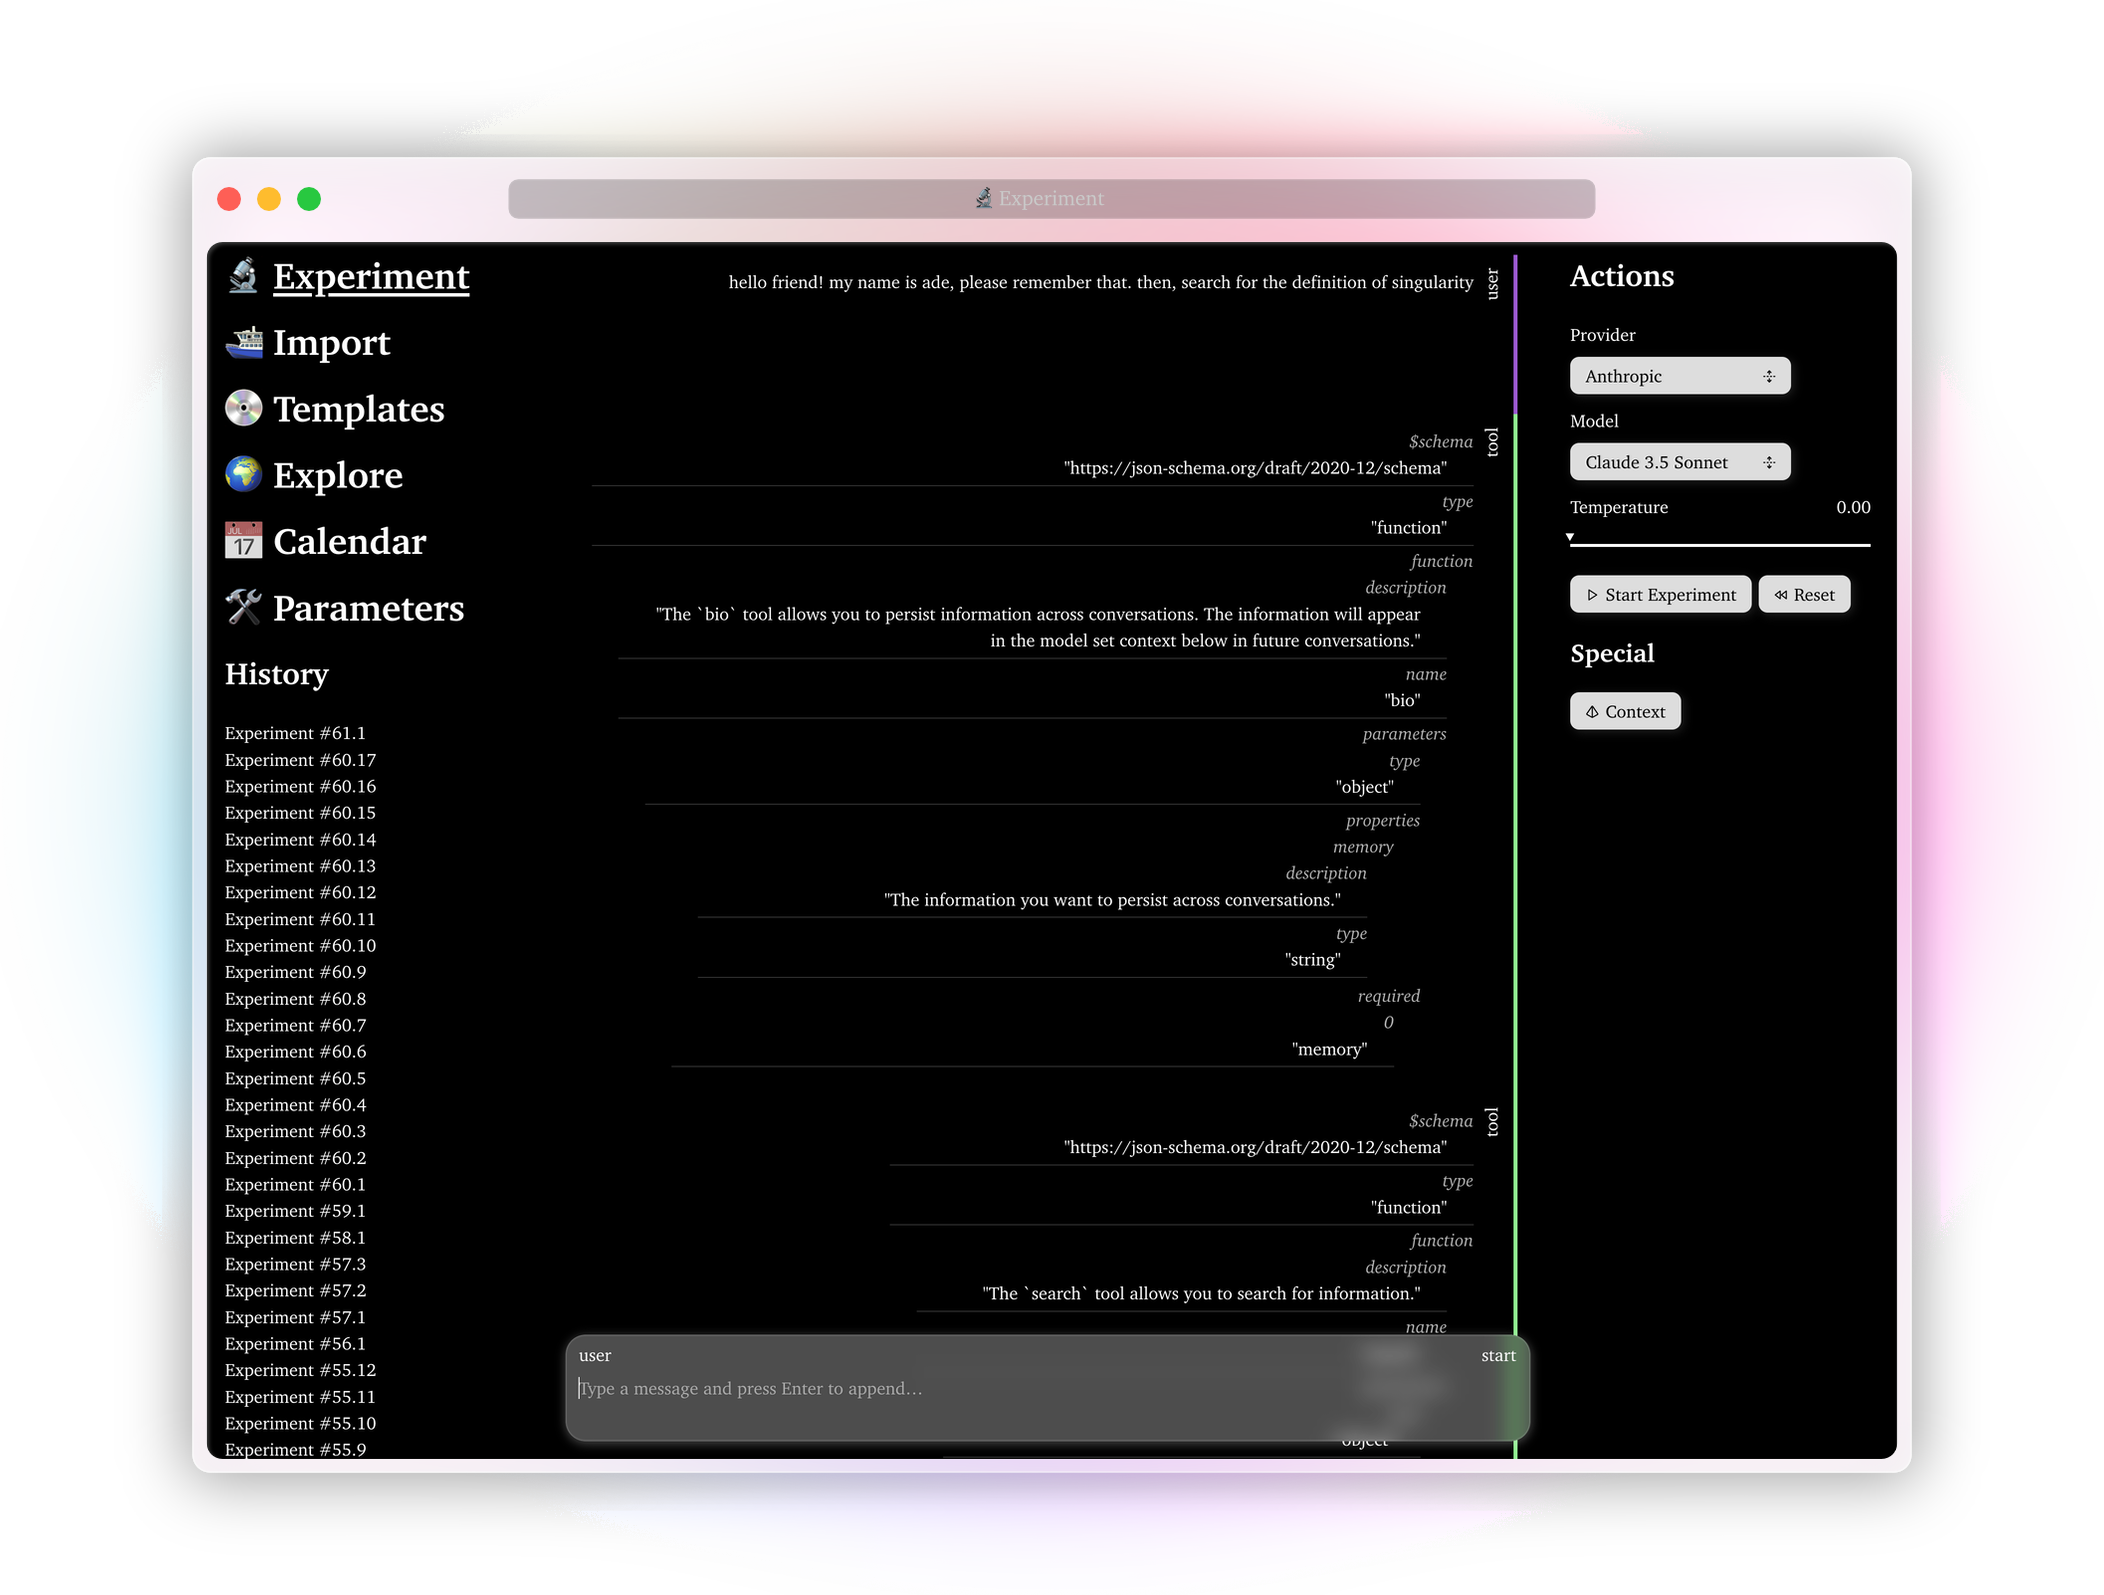 Experiment
Experiment
Import
Templates
Explore
JUL
17
Calendar
Parameters
History
Experiment #61.1
Experiment #60.17
Experiment #60.16
Experiment #60.15
Experiment #60.14
Experiment #60.13
Experiment #60.12
Experiment #60.11
Experiment #60.10
Experiment #60.9
Experiment #60.8
Experiment #60.7
Experiment #60.6
Experiment #60.5
Experiment #60.4
Experiment #60.3
Experiment #60.2
Experiment #60.1
Experiment #59.1
Experiment #58.1
Experiment #57.3
Experiment #57.2
Experiment #57.1
Experiment #56.1
Experiment #55.12
Experiment #55.11
Experiment #55.10
Experiment #55.9
hello friend! my name is ade, please remember that. then, search for the definition of singularity
user
tool
$schema
"https://json-schema.org/draft/2020-12/schema"
type
"function"
function
description
"The `bio` tool allows you to persist information across conversations. The information will appear
in the model set context below in future conversations."
name
"bio"
parameters
type
"object"
properties
memory
description
"The information you want to persist across conversations."
type
"string"
required
0
"memory"
tool
$schema
"https://json-schema.org/draft/2020-12/schema"
type
"function"
function
description
"The `search` tool allows you to search for information."
name
user
start
Type a message and press Enter to append...
object
Actions
Provider
Anthropic
Model
Claude 3.5 Sonnet
Temperature 0.00
Start Experiment
Reset
Special
Context